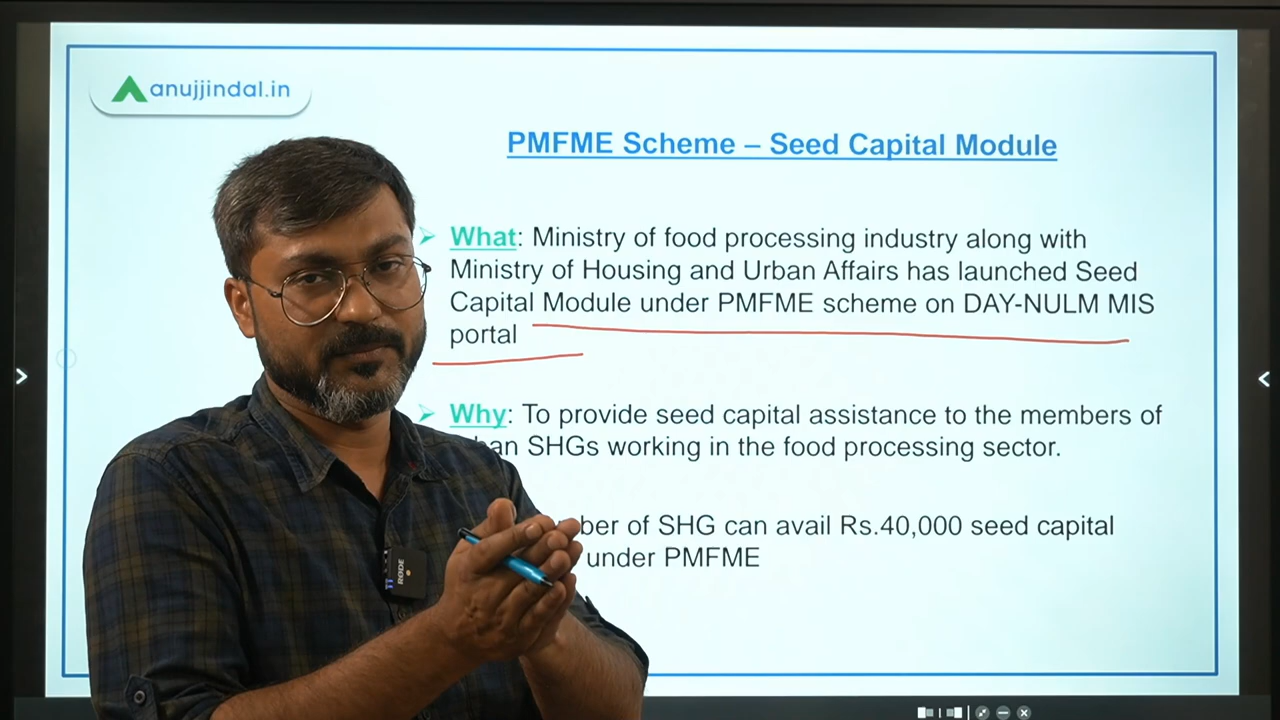 anujjindal.in
PMFME Scheme – Seed Capital Module
What: Ministry of food processing industry along with
Ministry of Housing and Urban Affairs has launched Seed
Capital Module under PMFME scheme on DAY-NULM MIS
portal
Why: To provide seed capital assistance to the members of
SHGs working in the food processing sector.
of SHG can avail Rs.40,000 seed capital
under PMFME
RODE